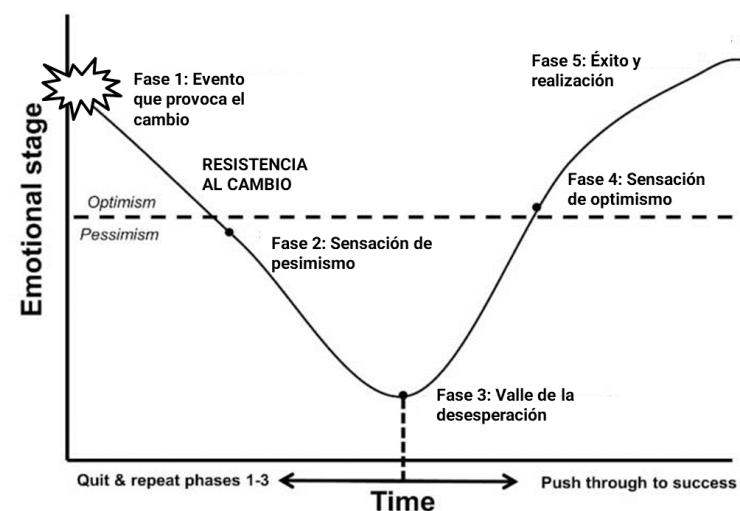 Fase 1: Evento
que provoca el
cambio
Fase 5: Éxito y
realización
RESISTENCIA
AL CAMBIO
Fase 4: Sensación
de optimismo
Optimism
Pessimism
Fase 2: Sensación de
pesimismo
Emotional stage
Fase 3: Valle de la
desesperación
Quit & repeat phases 1-3
Push through to success
Time